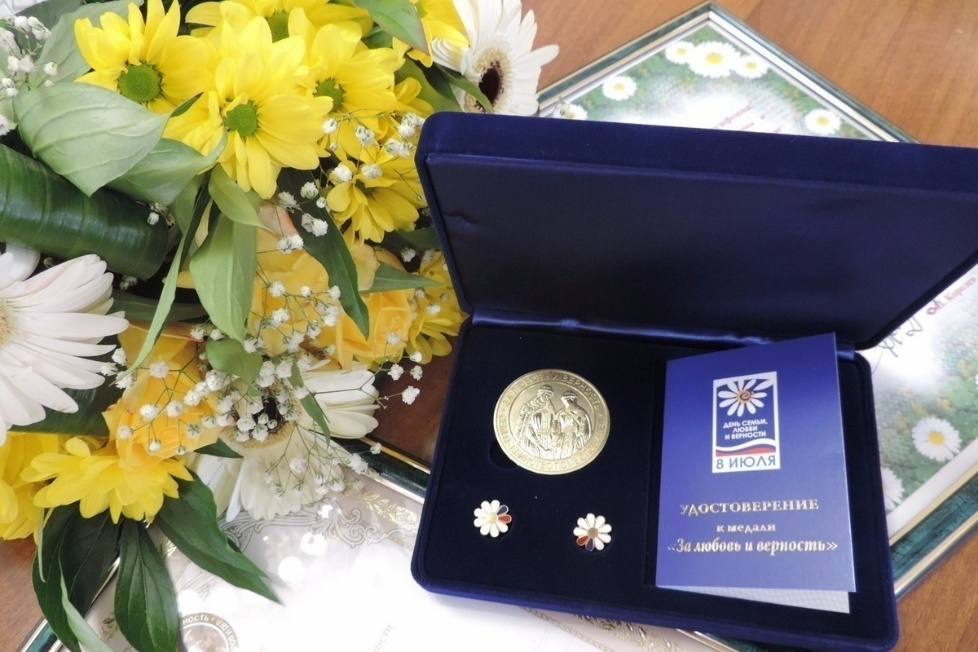 ДЕНЬ СЕМЬИ,
ЛЮБВИ
И ВЕРНОСТИ
8 ИЮЛЯ
УДОСТОВЕРЕНИЕ
к медали
«За любовь и верность»